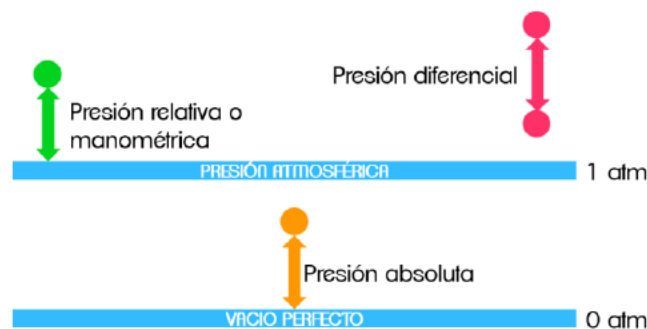 Presión diferencial
Presión relativa o
manométrica
PRESIÓN ATMOSFÉRICA
1 atm
Presión absoluta
VACIO PERFECTO
0 atm